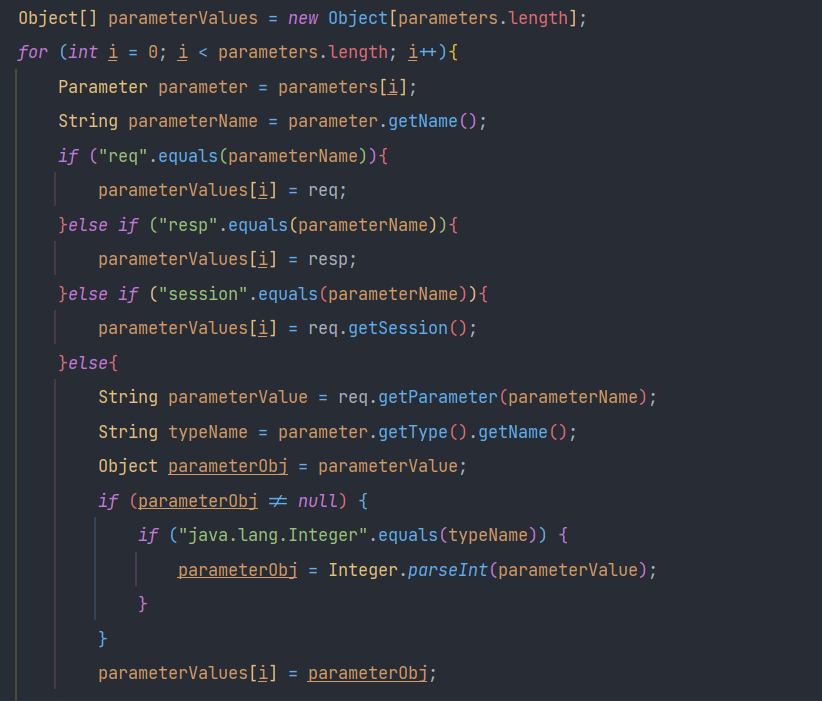 Object[] parameterValues = new Object[parameters.length];
for (int i = 0; i < parameters.length; i++){
    Parameter parameter = parameters[i];
    String parameterName = parameter.getName();
    if ("req".equals(parameterName)){
        parameterValues[i] = req;
    }else if ("resp".equals(parameterName)){
        parameterValues[i] = resp;
    }else if ("session".equals(parameterName)){
        parameterValues[i] = req.getSession();
    }else{
        String parameterValue = req.getParameter(parameterName);
        String typeName = parameter.getType().getName();
        Object parameterObj = parameterValue;
        if (parameterObj != null) {
            if ("java.lang.Integer".equals(typeName)) {
                parameterObj = Integer.parseInt(parameterValue);
            }
        }
        parameterValues[i] = parameterObj;